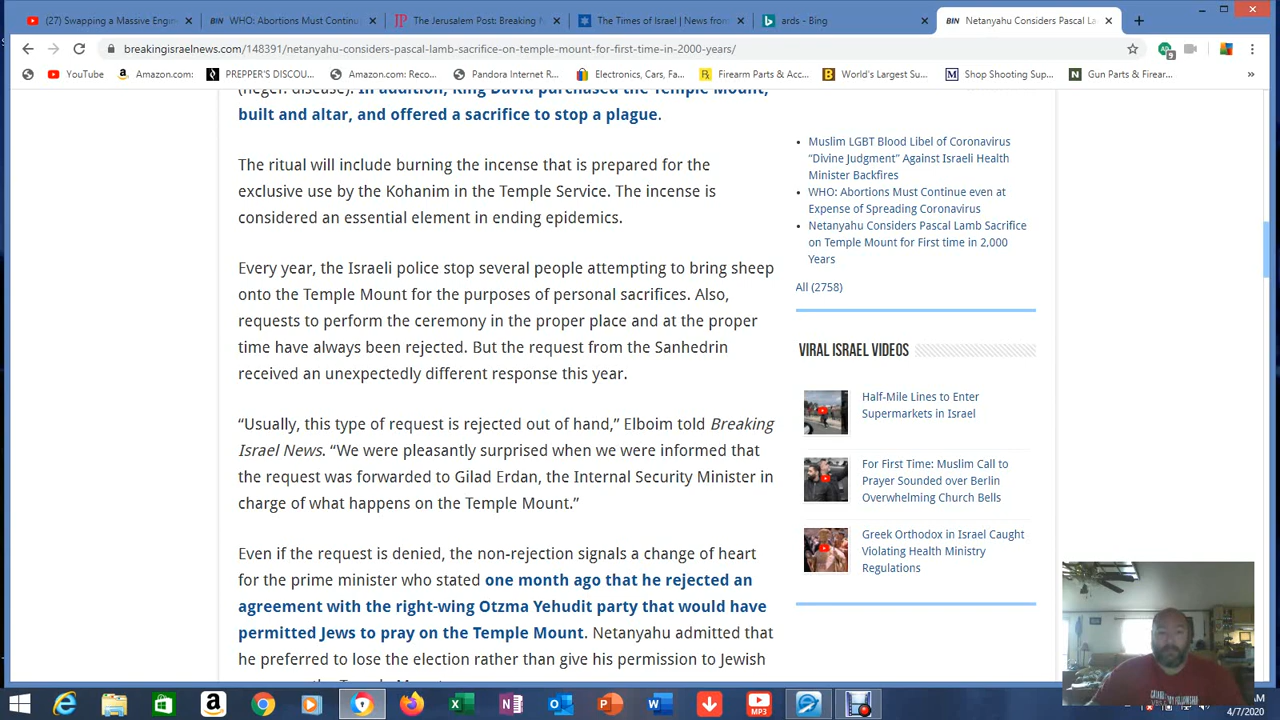 (27) Swapping a Massive Engin
BIN WHO: Abortions Must Continu
JP The Jerusalem Post: Breaking N
The Times of Israel | News from
ards - Bing
BIN Netanyahu Considers Pascal La
breakingisraelnews.com/148391/netanyahu-considers-pascal-lamb-sacrifice-on-temple-mount-for-first-time-in-2000-years/
YouTube
Amazon.com:
PREPPER'S DISCOU...
Amazon.com: Reco...
Pandora Internet R...
Electronics, Cars, Fa...
Firearm Parts & Acc...
World's Largest Su...
Shop Shooting Sup...
Gun Parts & Firear...
»
(neger: disease). In addition, King David purchased the Temple Mount,
built and altar, and offered a sacrifice to stop a plague.
The ritual will include burning the incense that is prepared for the
exclusive use by the Kohanim in the Temple Service. The incense is
considered an essential element in ending epidemics.
Every year, the Israeli police stop several people attempting to bring sheep
onto the Temple Mount for the purposes of personal sacrifices. Also,
requests to perform the ceremony in the proper place and at the proper
time have always been rejected. But the request from the Sanhedrin
received an unexpectedly different response this year.
“Usually, this type of request is rejected out of hand,” Elboim told Breaking
Israel News. “We were pleasantly surprised when we were informed that
the request was forwarded to Gilad Erdan, the Internal Security Minister in
charge of what happens on the Temple Mount.”
Even if the request is denied, the non-rejection signals a change of heart
for the prime minister who stated one month ago that he rejected an
agreement with the right-wing Otzma Yehudit party that would have
permitted Jews to pray on the Temple Mount. Netanyahu admitted that
he preferred to lose the election rather than give his permission to Jewish
Muslim LGBT Blood Libel of Coronavirus
“Divine Judgment” Against Israeli Health
Minister Backfires
WHO: Abortions Must Continue even at
Expense of Spreading Coronavirus
Netanyahu Considers Pascal Lamb Sacrifice
on Temple Mount for First time in 2,000
Years
All (2758)
VIRAL ISRAEL VIDEOS
Half-Mile Lines to Enter
Supermarkets in Israel
For First Time: Muslim Call to
Prayer Sounded over Berlin
Overwhelming Church Bells
Greek Orthodox in Israel Caught
Violating Health Ministry
Regulations
MP3
AM
4/7/2020